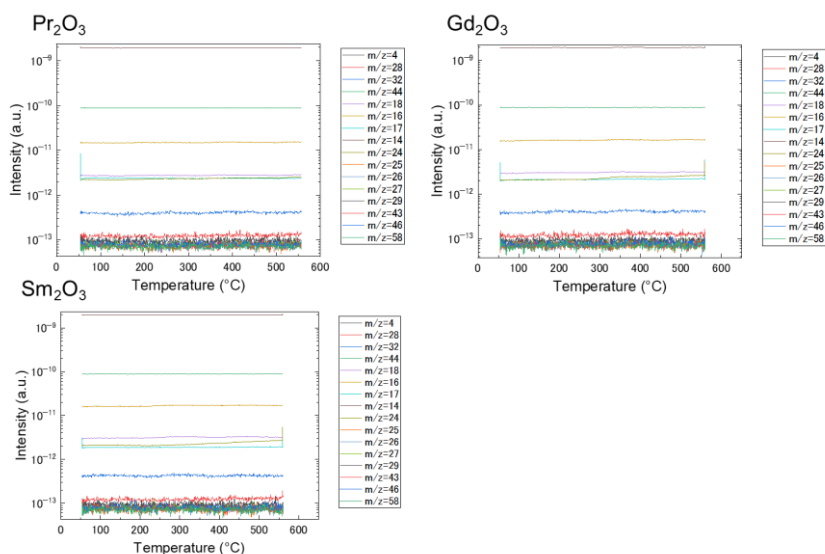 Pr₂O₃
Intensity (a.u.)
10⁻⁹
10⁻¹⁰
10⁻¹¹
10⁻¹²
10⁻¹³
0 100 200 300 400 500 600
Temperature (°C)
m/z=4
m/z=28
m/z=32
m/z=44
m/z=18
m/z=16
m/z=17
m/z=14
m/z=24
m/z=25
m/z=26
m/z=27
m/z=29
m/z=43
m/z=46
m/z=58
Gd₂O₃
Intensity (a.u.)
10⁻⁹
10⁻¹⁰
10⁻¹¹
10⁻¹²
10⁻¹³
0 100 200 300 400 500 600
Temperature (°C)
m/z=4
m/z=28
m/z=32
m/z=44
m/z=18
m/z=16
m/z=17
m/z=14
m/z=24
m/z=25
m/z=26
m/z=27
m/z=29
m/z=43
m/z=46
m/z=58
Sm₂O₃
Intensity (a.u.)
10⁻⁹
10⁻¹⁰
10⁻¹¹
10⁻¹²
10⁻¹³
0 100 200 300 400 500 600
Temperature (°C)
m/z=4
m/z=28
m/z=32
m/z=44
m/z=18
m/z=16
m/z=17
m/z=14
m/z=24
m/z=25
m/z=26
m/z=27
m/z=29
m/z=43
m/z=46
m/z=58